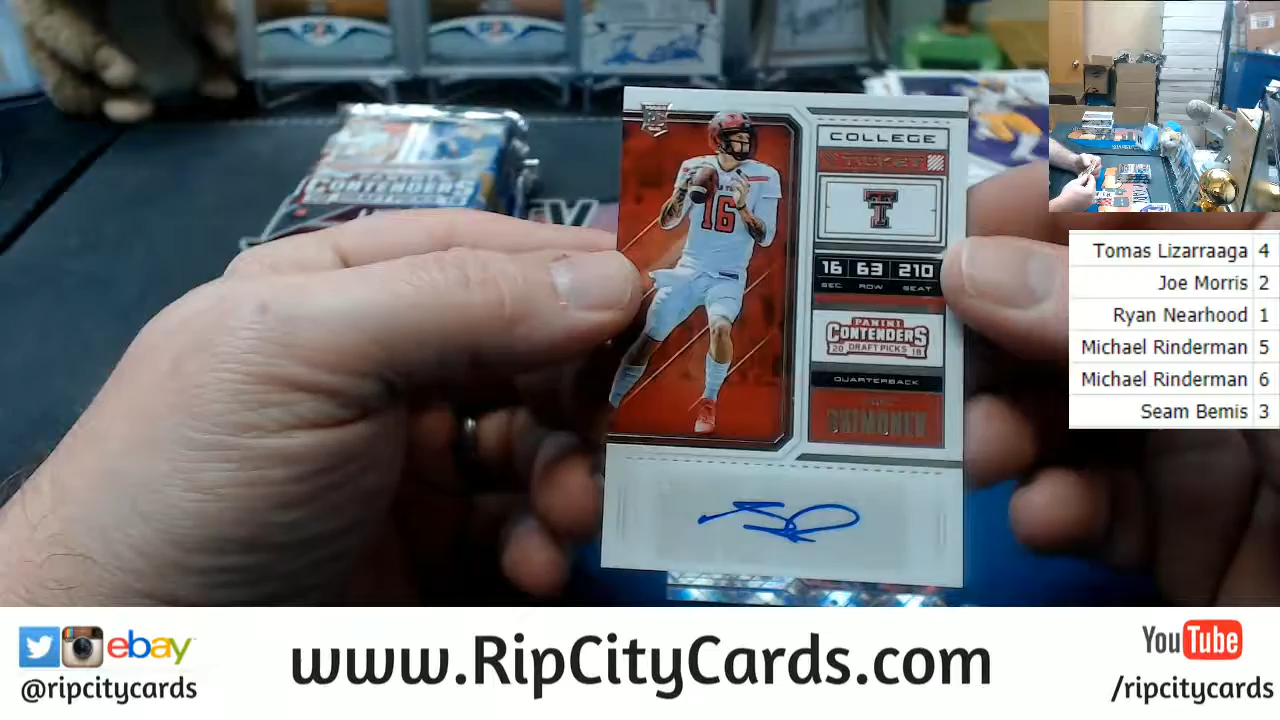 COLLEGE
TICKET
16 63 210
SEC. ROW SEAT
PANINI
CONTENDERS
20 DRAFT PICKS 18
QUARTERBACK
SHIMONEK
16
CONTENDERS
Tomas Lizarraaga 4
Joe Morris 2
Ryan Nearhood 1
Michael Rinderman 5
Michael Rinderman 6
Seam Bemis 3
ebay
@ripcitycards
www.RipCityCards.com
YouTube
/ripcitycards